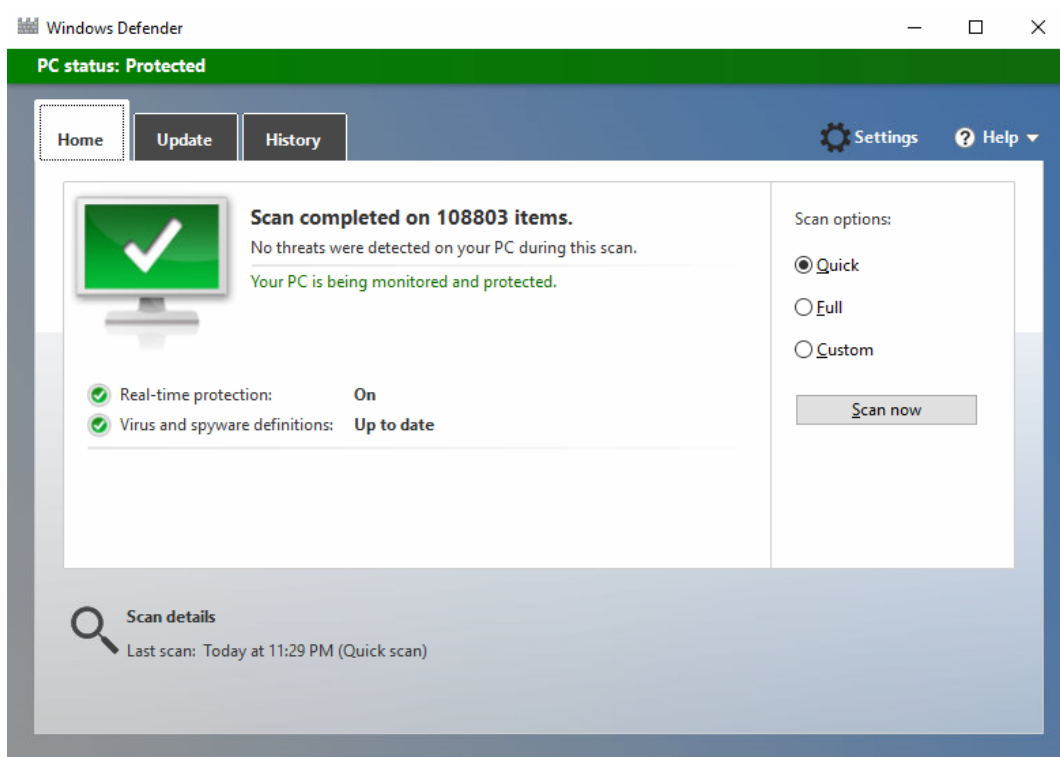 Windows Defender
PC status: Protected
Home Update History Settings ? Help
Scan completed on 108803 items.
No threats were detected on your PC during this scan.
Your PC is being monitored and protected.
Real-time protection: On
Virus and spyware definitions: Up to date
Scan options:
Quick
Full
Custom
Scan now
Scan details
Last scan: Today at 11:29 PM (Quick scan)